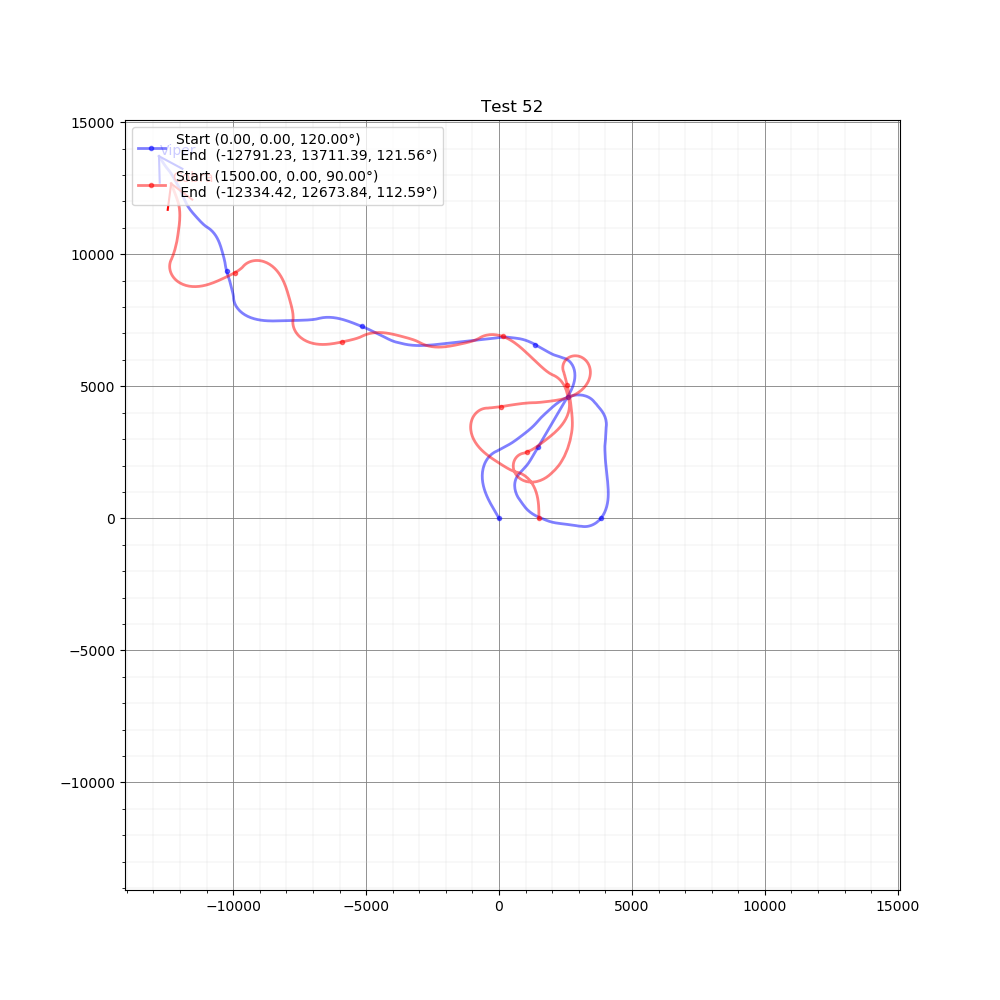 Test 52
Start (0.00, 0.00, 120.00°)
End (-12791.23, 13711.39, 121.56°)
Start (1500.00, 0.00, 90.00°)
End (-12334.42, 12673.84, 112.59°)
15000
10000
5000
0
−5000
−10000
−10000 −5000 0 5000 10000 15000